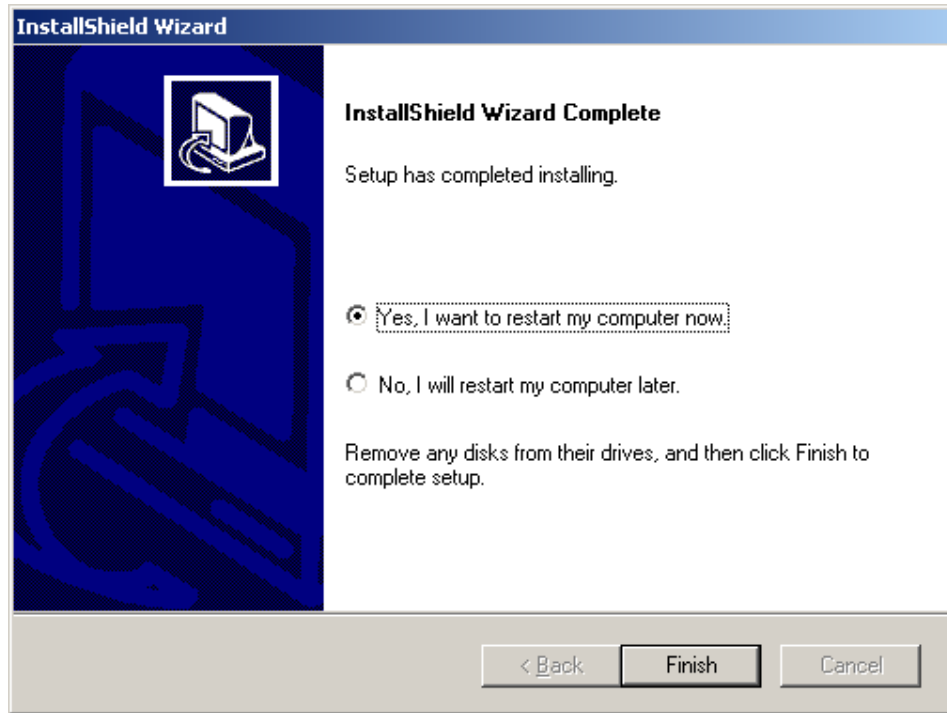 InstallShield Wizard
InstallShield Wizard Complete
Setup has completed installing.
Yes, I want to restart my computer now.
No, I will restart my computer later.
Remove any disks from their drives, and then click Finish to
complete setup.
< Back Finish Cancel